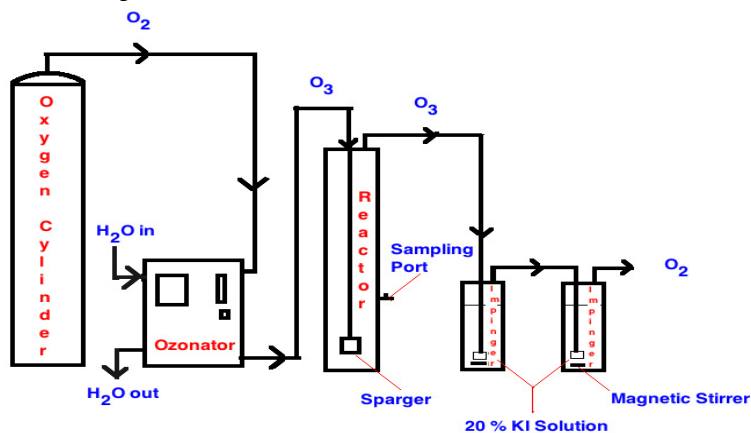 O2
Oxygen Cylinder
H2O in
Ozonator
H2O out
O3
Reactor
O3
Sampling
Port
Sparger
Impinger
Impinger
O2
Magnetic Stirrer
20 % KI Solution